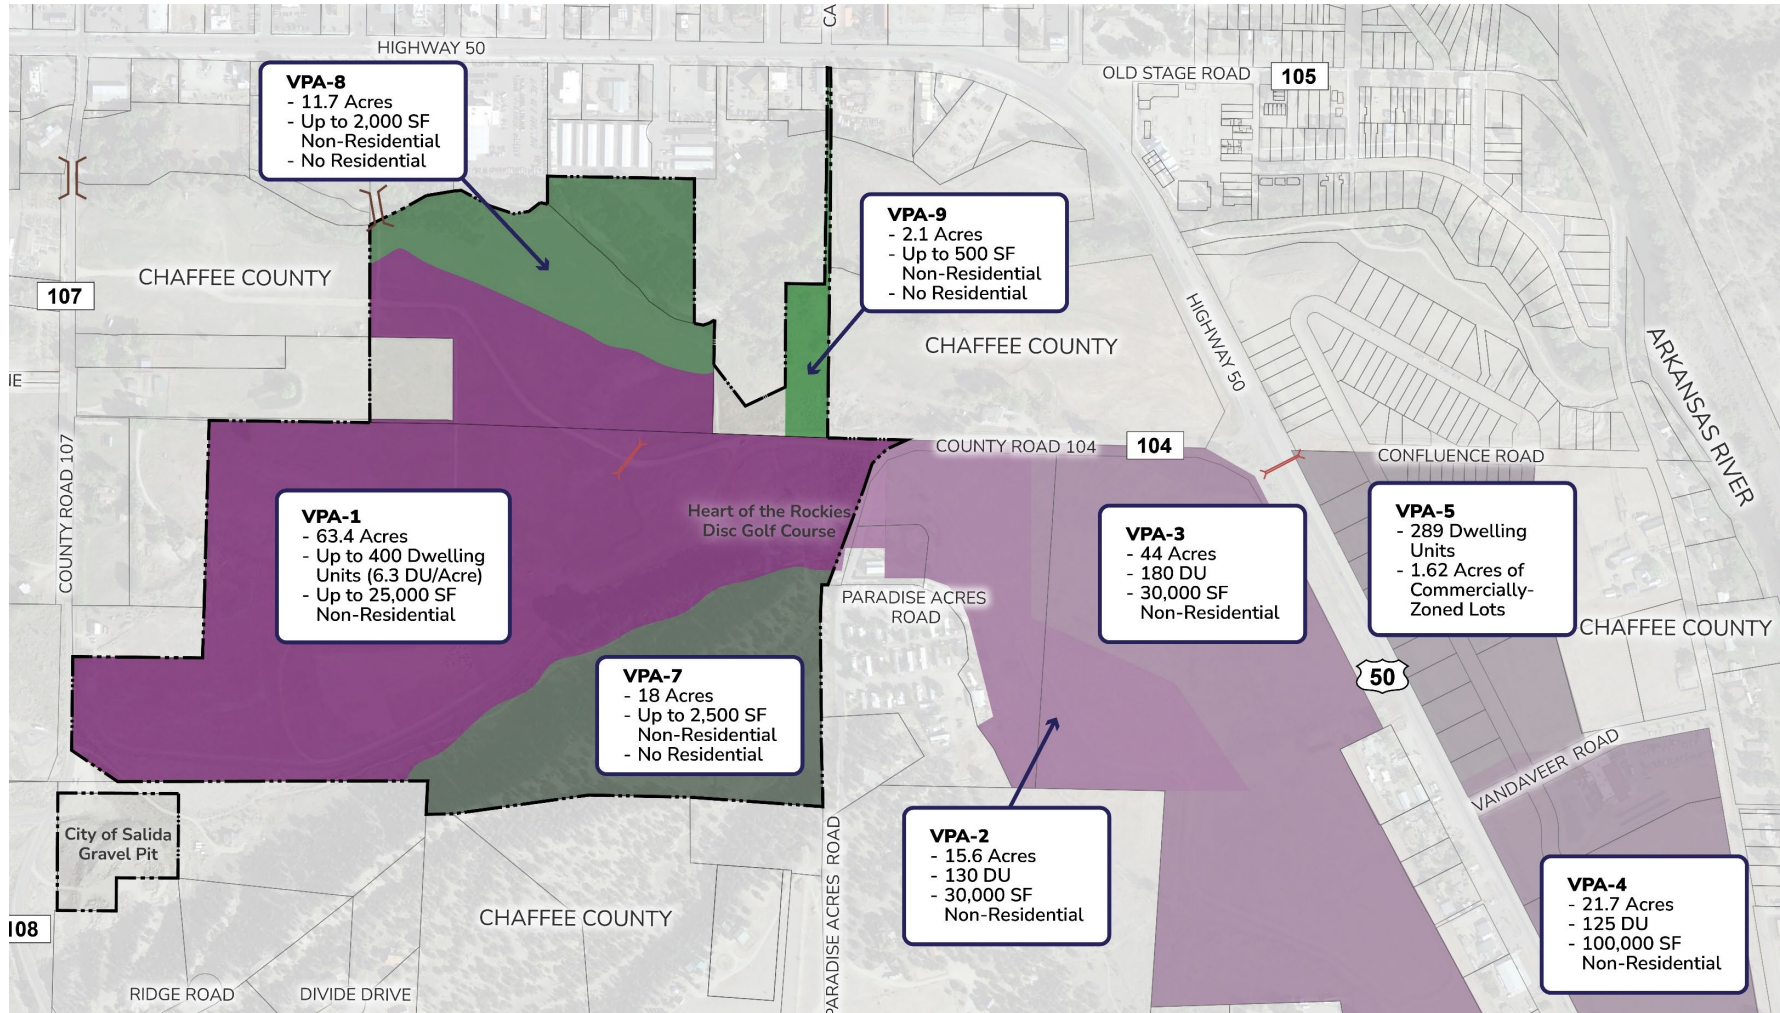 CA
HIGHWAY 50
OLD STAGE ROAD
105
VPA-8
- 11.7 Acres
- Up to 2,000 SF
Non-Residential
- No Residential
VPA-9
- 2.1 Acres
- Up to 500 SF
Non-Residential
- No Residential
CHAFFEE COUNTY
107
HIGHWAY 50
CHAFFEE COUNTY
ARKANSAS RIVER
NE
COUNTY ROAD 107
COUNTY ROAD 104
104
CONFLUENCE ROAD
VPA-1
- 63.4 Acres
- Up to 400 Dwelling
Units (6.3 DU/Acre)
- Up to 25,000 SF
Non-Residential
Heart of the Rockies
Disc Golf Course
VPA-3
- 44 Acres
- 180 DU
- 30,000 SF
Non-Residential
VPA-5
- 289 Dwelling
Units
- 1.62 Acres of
Commercially-
Zoned Lots
PARADISE ACRES
ROAD
CHAFFEE COUNTY
VPA-7
- 18 Acres
- Up to 2,500 SF
Non-Residential
- No Residential
50
VANDAVEER ROAD
City of Salida
Gravel Pit
VPA-2
- 15.6 Acres
- 130 DU
- 30,000 SF
Non-Residential
PARADISE ACRES ROAD
VPA-4
- 21.7 Acres
- 125 DU
- 100,000 SF
Non-Residential
108
CHAFFEE COUNTY
RIDGE ROAD
DIVIDE DRIVE